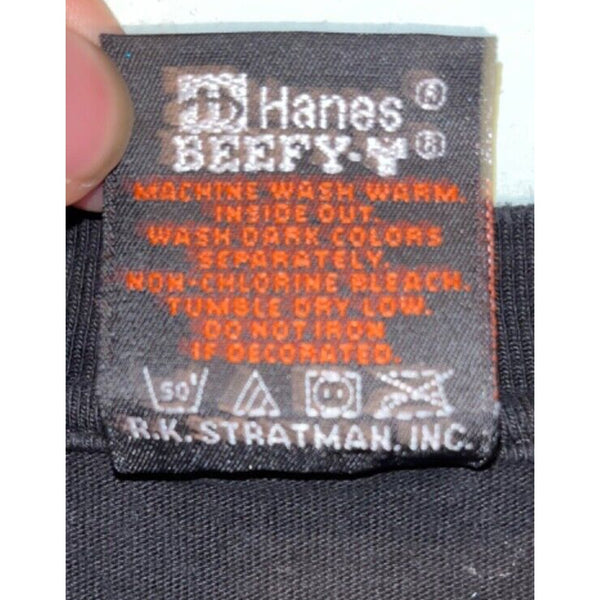 Hanes®
BEEFY-T®
MACHINE WASH WARM.
INSIDE OUT.
WASH DARK COLORS
SEPARATELY.
NON-CHLORINE BLEACH.
TUMBLE DRY LOW.
DO NOT IRON
IF DECORATED.
50°
R.K. STRATMAN, INC.